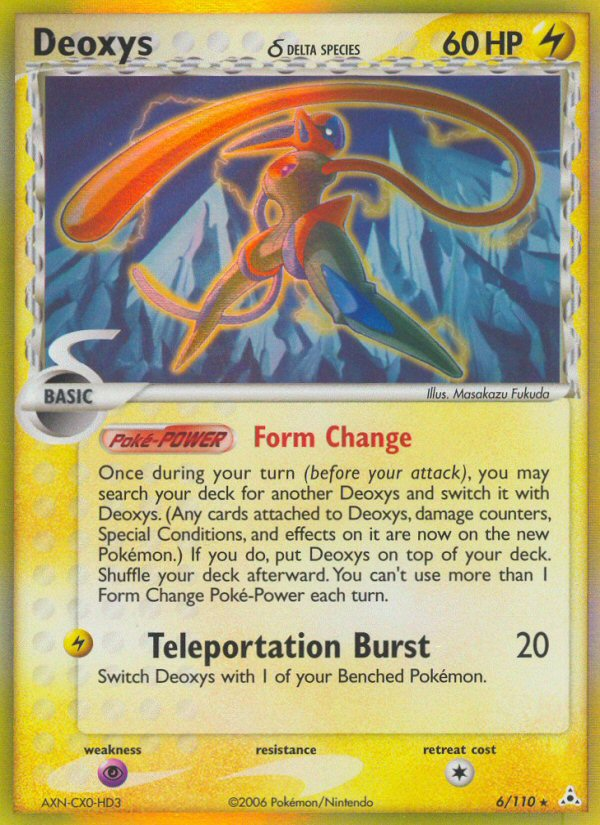 Deoxys δ DELTA SPECIES 60 HP
BASIC
Illus. Masakazu Fukuda
Poké-POWER Form Change
Once during your turn (before your attack), you may
search your deck for another Deoxys and switch it with
Deoxys. (Any cards attached to Deoxys, damage counters,
Special Conditions, and effects on it are now on the new
Pokémon.) If you do, put Deoxys on top of your deck.
Shuffle your deck afterward. You can't use more than 1
Form Change Poké-Power each turn.
Teleportation Burst 20
Switch Deoxys with 1 of your Benched Pokémon.
weakness resistance retreat cost
AXN-CX0-HD3 ©2006 Pokémon/Nintendo 6/110 ★